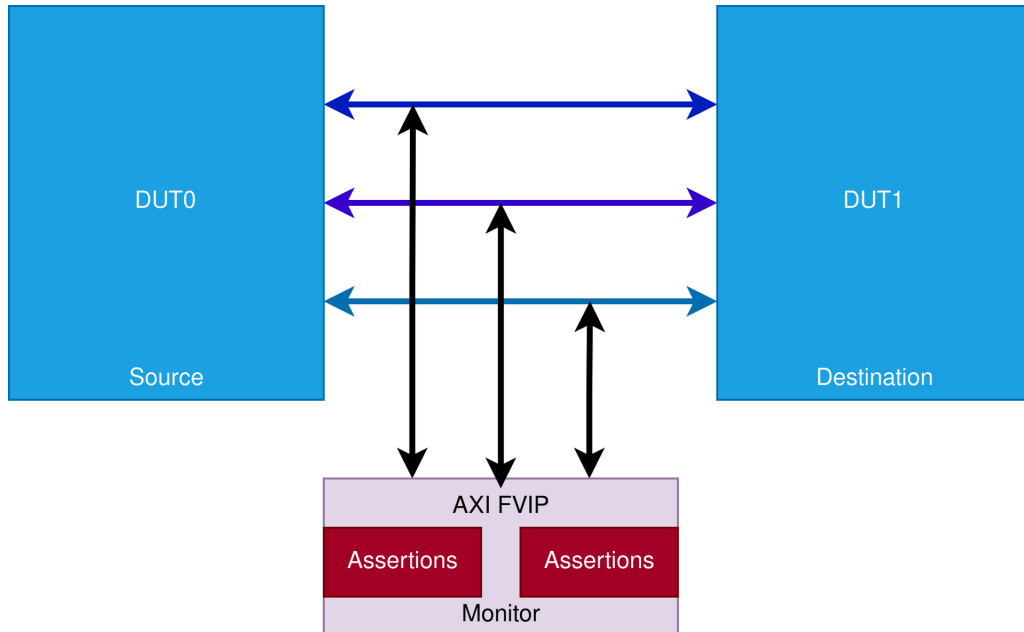 DUT0
DUT1
Source
Destination
AXI FVIP
Assertions
Assertions
Monitor